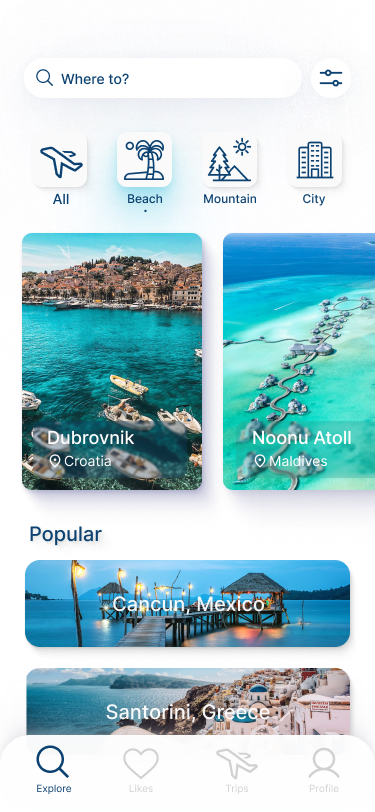 Where to?
All
Beach
Mountain
City
Dubrovnik
Croatia
Noonu Atoll
Maldives
Popular
Cancun, Mexico
Santorini, Greece
Explore
Likes
Trips
Profile